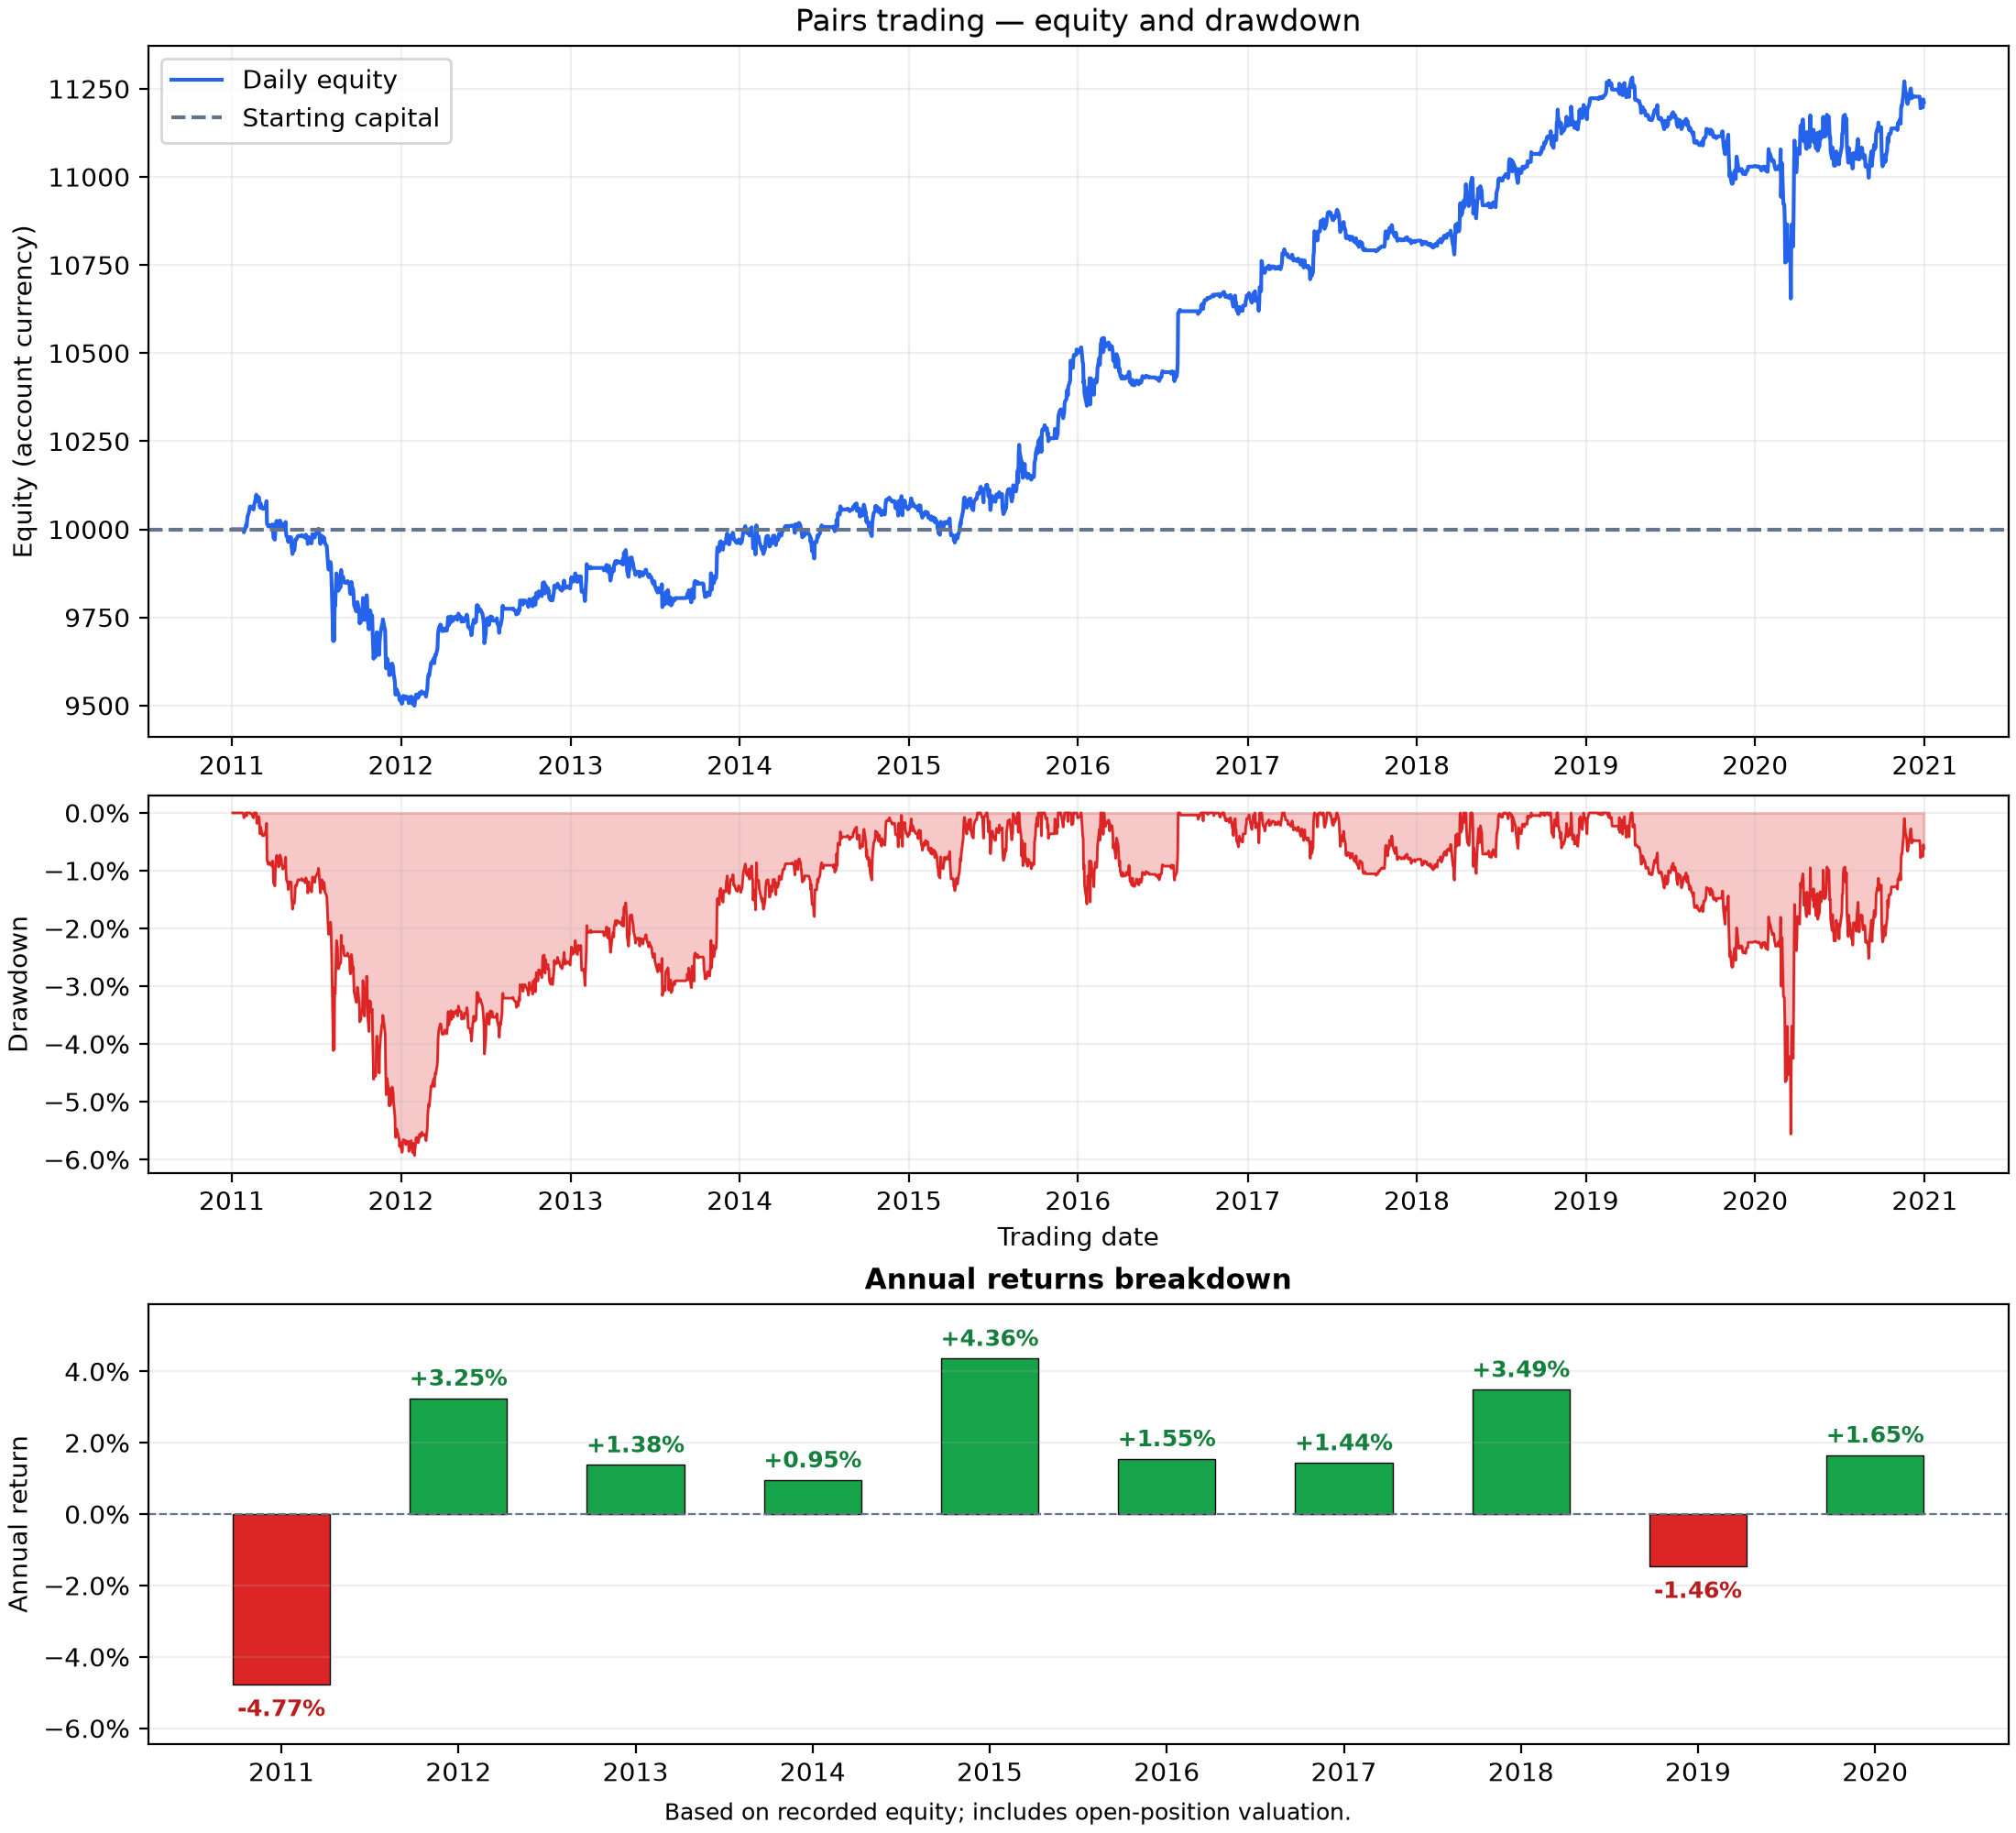 Pairs trading — equity and drawdown
Daily equity
Starting capital
Equity (account currency)
11250
11000
10750
10500
10250
10000
9750
9500
2011 2012 2013 2014 2015 2016 2017 2018 2019 2020 2021
Drawdown
0.0%
−1.0%
−2.0%
−3.0%
−4.0%
−5.0%
−6.0%
2011 2012 2013 2014 2015 2016 2017 2018 2019 2020 2021
Trading date
Annual returns breakdown
Annual return
4.0%
2.0%
0.0%
−2.0%
−4.0%
−6.0%
-4.77%
+3.25%
+1.38%
+0.95%
+4.36%
+1.55%
+1.44%
+3.49%
-1.46%
+1.65%
2011 2012 2013 2014 2015 2016 2017 2018 2019 2020
Based on recorded equity; includes open-position valuation.